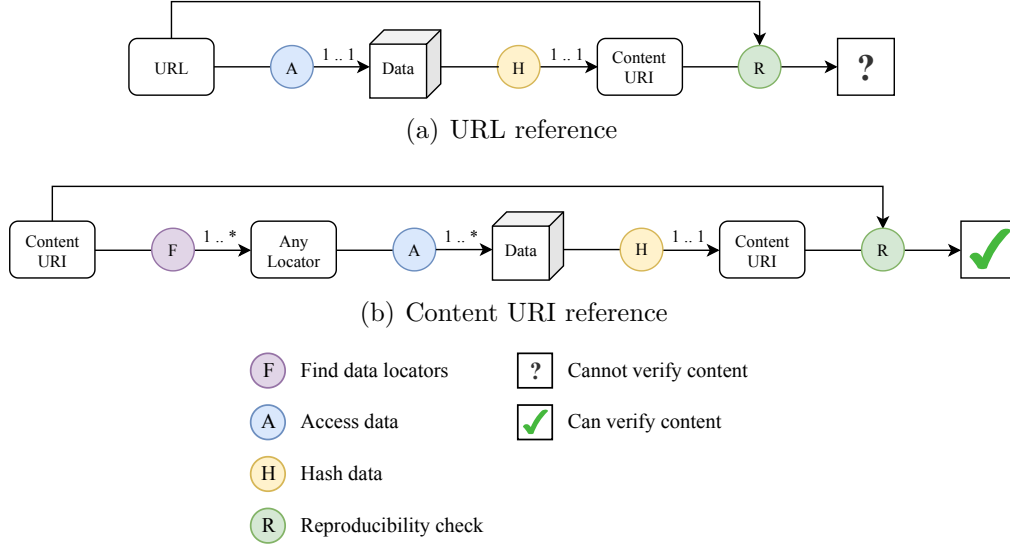 URL
A
1 .. 1
Data
H
1 .. 1
Content
URI
R
?
(a) URL reference
Content
URI
F
1 .. *
Any
Locator
A
1 .. *
Data
H
1 .. 1
Content
URI
R
(b) Content URI reference
F Find data locators
? Cannot verify content
A Access data
Can verify content
H Hash data
R Reproducibility check